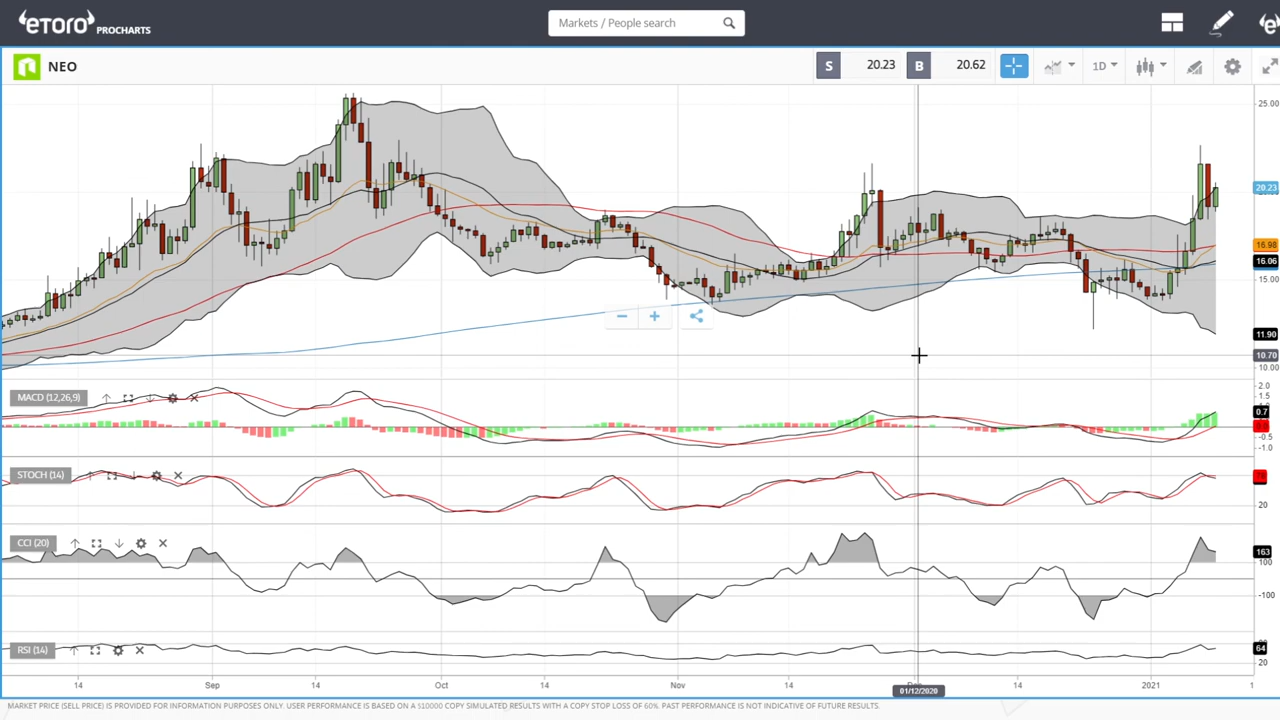 eTORO PROCHARTS
Markets / People search
NEO
S 20.23 B 20.62
1D
25.00
20.23
16.98
16.06
15.00
11.90
10.70
10.00
MACD (12,26,9)
2.0
1.5
0.7
-0.5
-1.0
STOCH (14)
20
CCI (20)
163
100
-100
RSI (14)
64
20
14 Sep 14 Oct 14 Nov 14 14 2021 1
01/12/2020
MARKET PRICE (SELL PRICE) IS PROVIDED FOR INFORMATION PURPOSES ONLY. USER PERFORMANCE IS BASED ON A $10000 COPY SIMULATED RESULTS WITH A COPY STOP LOSS OF 60%. PAST PERFORMANCE IS NOT INDICATIVE OF FUTURE RESULTS.